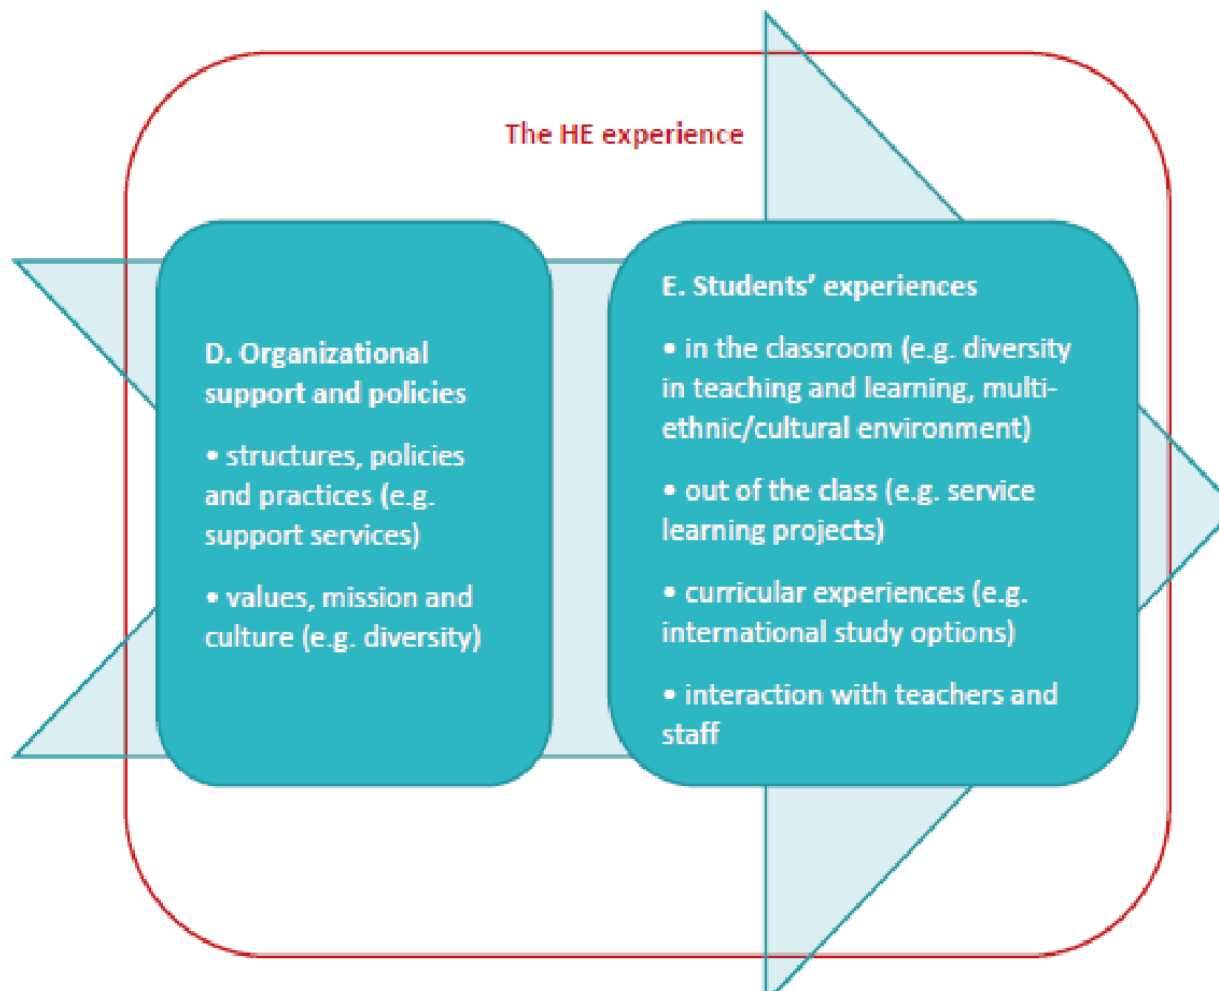 The HE experience
D. Organizational
support and policies
• structures, policies
and practices (e.g.
support services)
• values, mission and
culture (e.g. diversity)
E. Students’ experiences
• in the classroom (e.g. diversity
in teaching and learning, multi-
ethnic/cultural environment)
• out of the class (e.g. service
learning projects)
• curricular experiences (e.g.
international study options)
• interaction with teachers and
staff